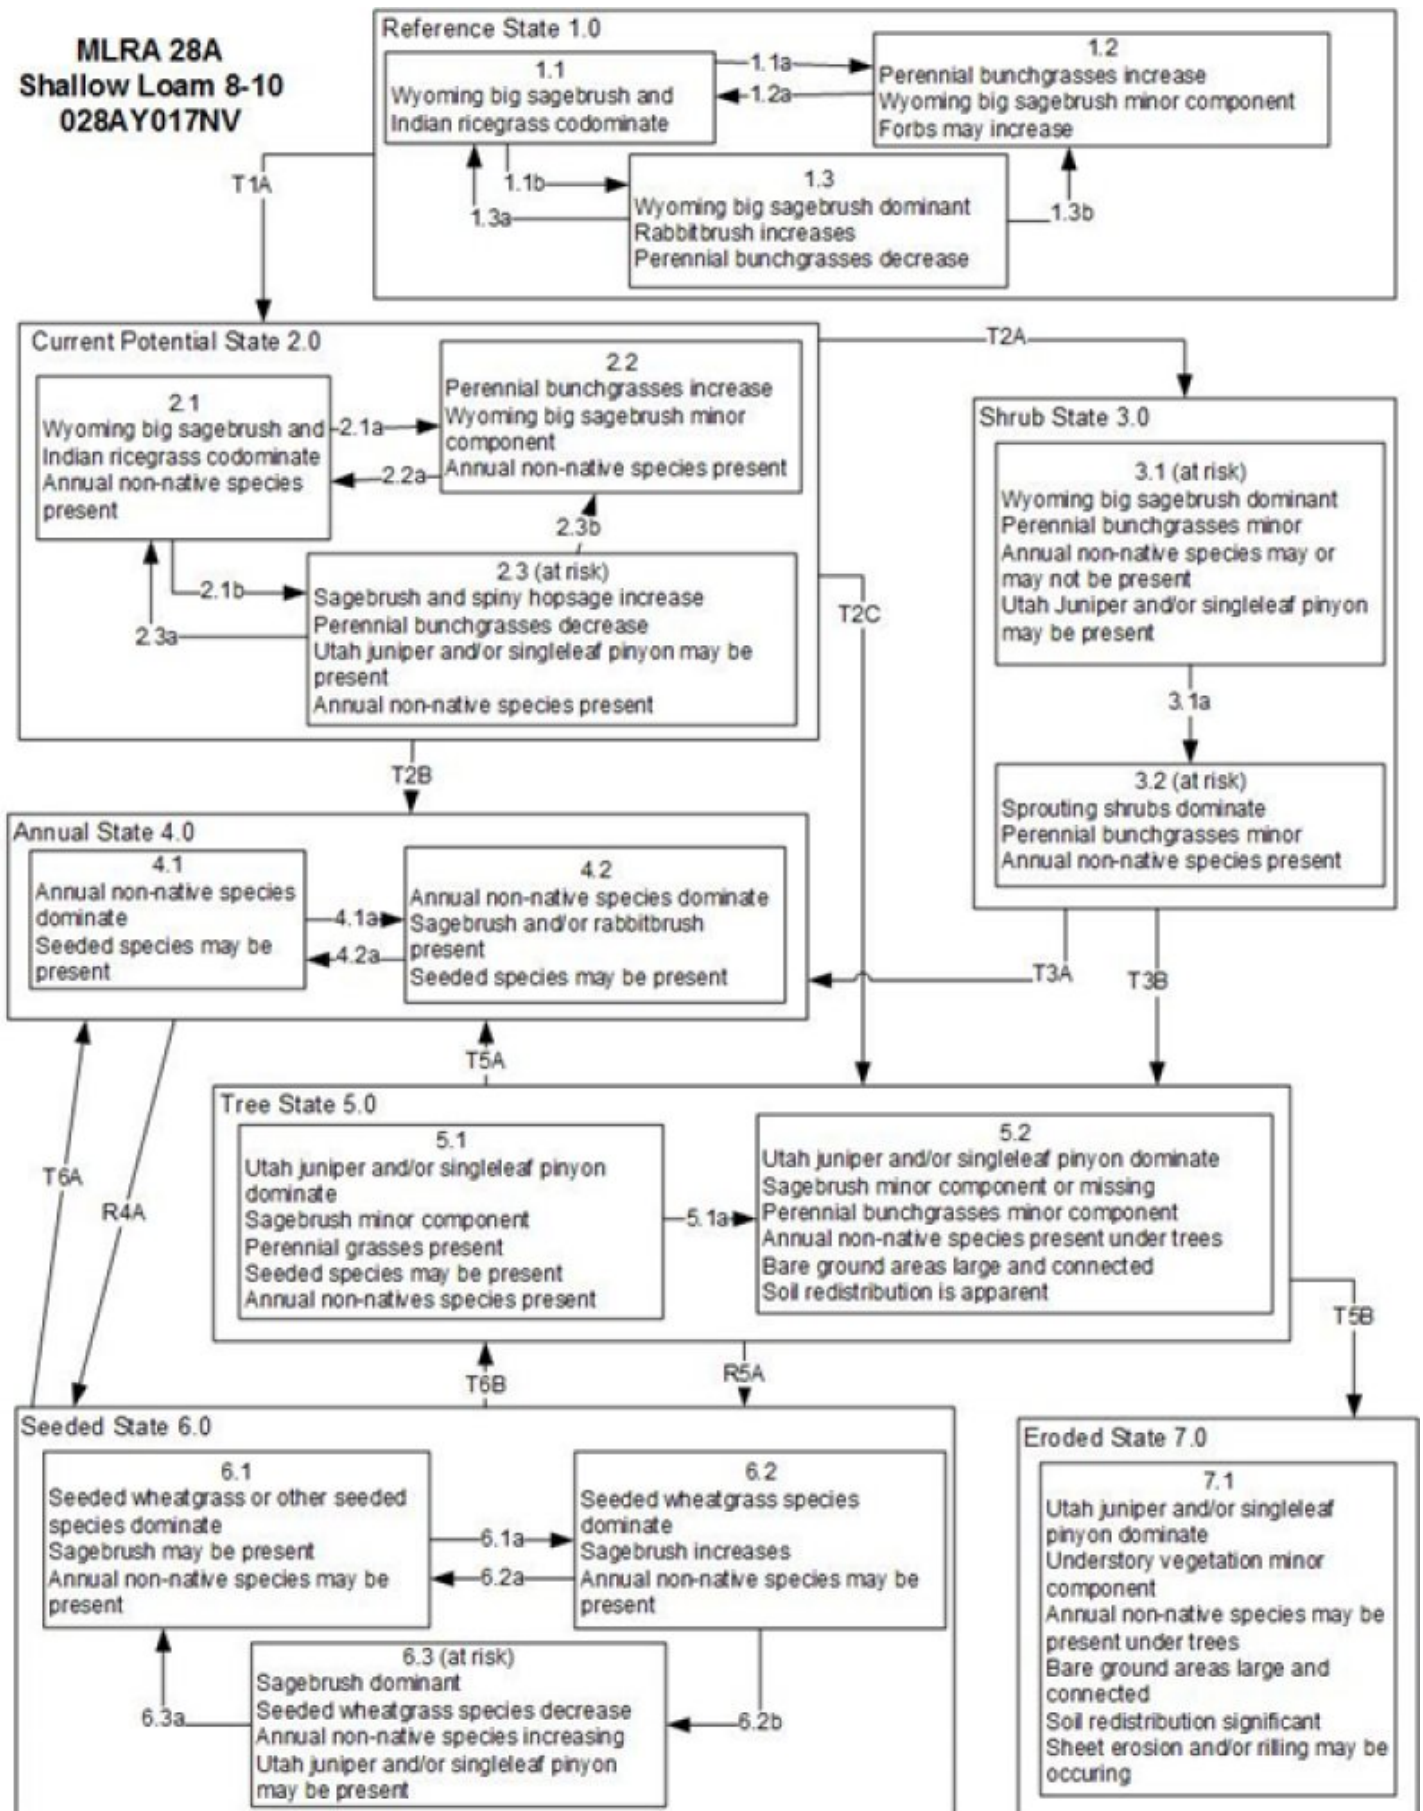 MLRA 28A
Shallow Loam 8-10
028AY017NV
Reference State 1.0
1.1
Wyoming big sagebrush and
Indian ricegrass codominate
1.1a
1.2a
1.2
Perennial bunchgrasses increase
Wyoming big sagebrush minor component
Forbs may increase
1.1b
1.3a
1.3
Wyoming big sagebrush dominant
Rabbitbrush increases
Perennial bunchgrasses decrease
1.3b
T1A
Current Potential State 2.0
2.1
Wyoming big sagebrush and
Indian ricegrass codominate
Annual non-native species
present
2.1a
2.2a
2.2
Perennial bunchgrasses increase
Wyoming big sagebrush minor
component
Annual non-native species present
2.3b
2.1b
2.3a
2.3 (at risk)
Sagebrush and spiny hopsage increase
Perennial bunchgrasses decrease
Utah juniper and/or singleleaf pinyon may be
present
Annual non-native species present
T2A
T2C
T2B
Shrub State 3.0
3.1 (at risk)
Wyoming big sagebrush dominant
Perennial bunchgrasses minor
Annual non-native species may or
may not be present
Utah Juniper and/or singleleaf pinyon
may be present
3.1a
3.2 (at risk)
Sprouting shrubs dominate
Perennial bunchgrasses minor
Annual non-native species present
T3A
T3B
Annual State 4.0
4.1
Annual non-native species
dominate
Seeded species may be
present
4.1a
4.2a
4.2
Annual non-native species dominate
Sagebrush and/or rabbitbrush
present
Seeded species may be present
T5A
T6A
R4A
Tree State 5.0
5.1
Utah juniper and/or singleleaf pinyon
dominate
Sagebrush minor component
Perennial grasses present
Seeded species may be present
Annual non-natives species present
5.1a
5.2
Utah juniper and/or singleleaf pinyon dominate
Sagebrush minor component or missing
Perennial bunchgrasses minor component
Annual non-native species present under trees
Bare ground areas large and connected
Soil redistribution is apparent
T5B
T6B
R5A
Seeded State 6.0
6.1
Seeded wheatgrass or other seeded
species dominate
Sagebrush may be present
Annual non-native species may be
present
6.1a
6.2a
6.2
Seeded wheatgrass species
dominate
Sagebrush increases
Annual non-native species may be
present
6.3a
6.3 (at risk)
Sagebrush dominant
Seeded wheatgrass species decrease
Annual non-native species increasing
Utah juniper and/or singleleaf pinyon
may be present
6.2b
Eroded State 7.0
7.1
Utah juniper and/or singleleaf
pinyon dominate
Understory vegetation minor
component
Annual non-native species may be
present under trees
Bare ground areas large and
connected
Soil redistribution significant
Sheet erosion and/or rilling may be
occuring